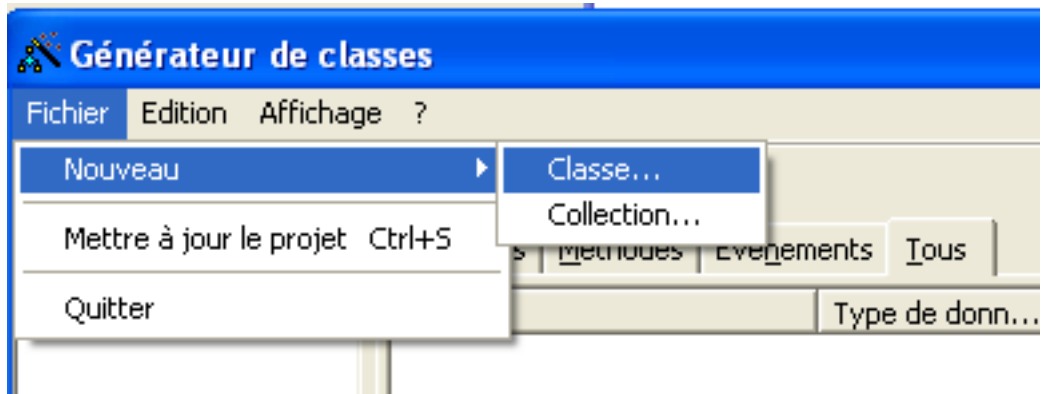 Générateur de classes
Fichier Edition Affichage ?
Nouveau Classe...
Collection...
Mettre à jour le projet Ctrl+S
Méthodes Evenements Tous
Quitter
Type de donn...